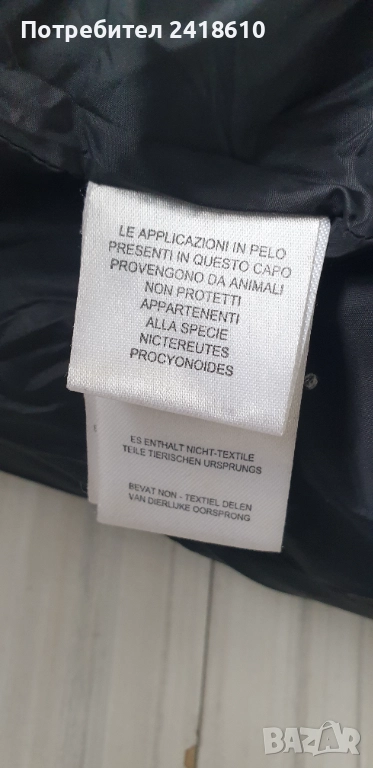 Потребител 2418610
LE APPLICAZIONI IN PELO
PRESENTI IN QUESTO CAPO
PROVENGONO DA ANIMALI
NON PROTETTI
APPARTENENTI
ALLA SPECIE
NICTEREUTES
PROCYONOIDES
ES ENTHALT NICHT-TEXTILE
TEILE TIERISCHEN URSPRUNGS
BEVAT NON - TEXTIEL DELEN
VAN DIERLIJKE OORSPRONG
BAZAR